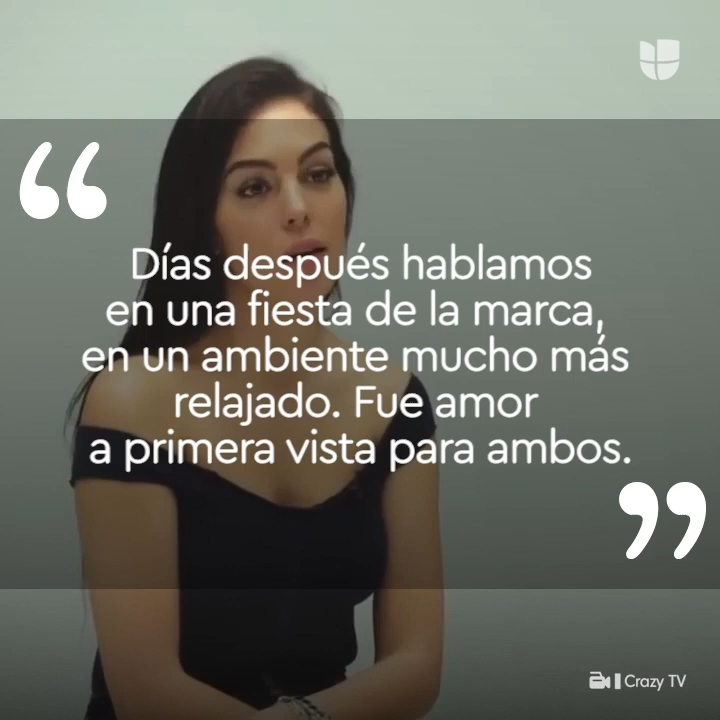 “
Días después hablamos
en una fiesta de la marca,
en un ambiente mucho más
relajado. Fue amor
a primera vista para ambos.
”
Crazy TV